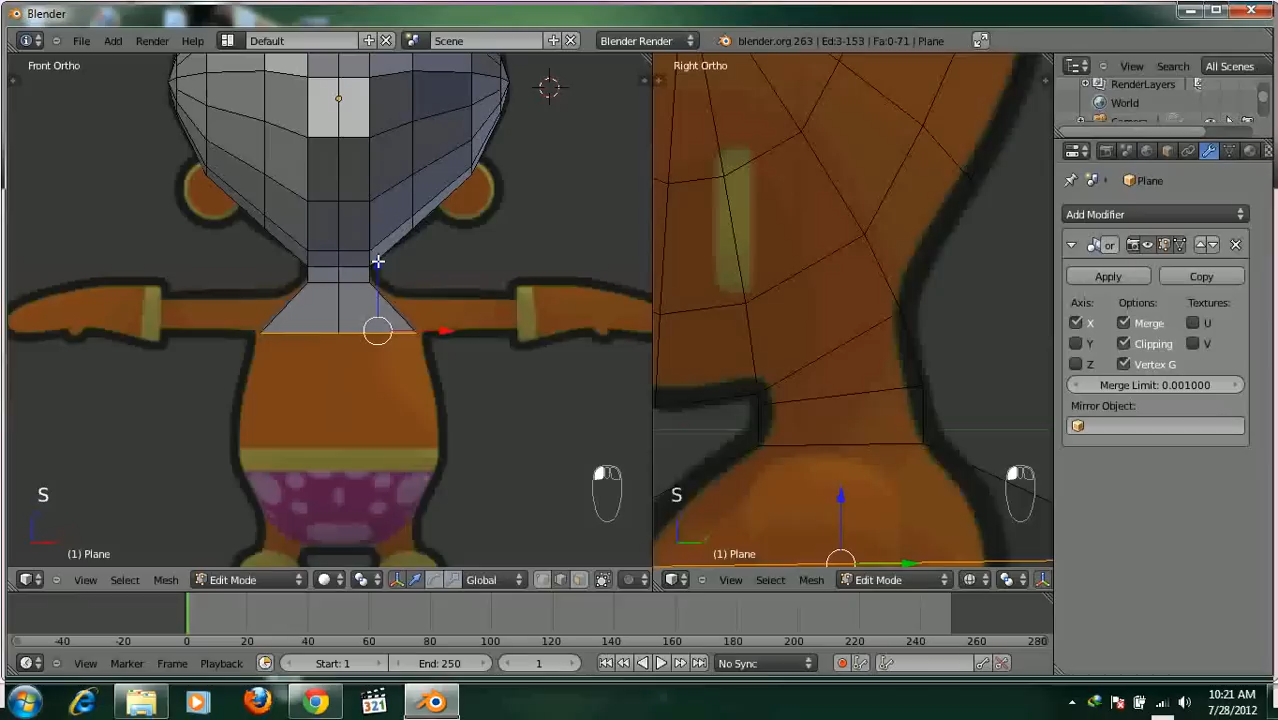 Blender
File Add Render Help Default Scene Blender Render blender.org 263 | Ed:3-153 | Fa:0-71 | Plane
Front Ortho
Right Ortho
View Search All Scenes
RenderLayers
World
Camera
Plane
Add Modifier
or
Apply Copy
Axis: Options: Textures:
X Merge U
Y Clipping V
Z Vertex G
Merge Limit: 0.001000
Mirror Object:
S
S
(1) Plane
(1) Plane
View Select Mesh Edit Mode Global
View Select Mesh Edit Mode
-40 -20 0 20 40 60 80 100 120 140 160 180 200 220 240 260 280
View Marker Frame Playback Start: 1 End: 250 1 No Sync
321
10:21 AM
7/28/2012